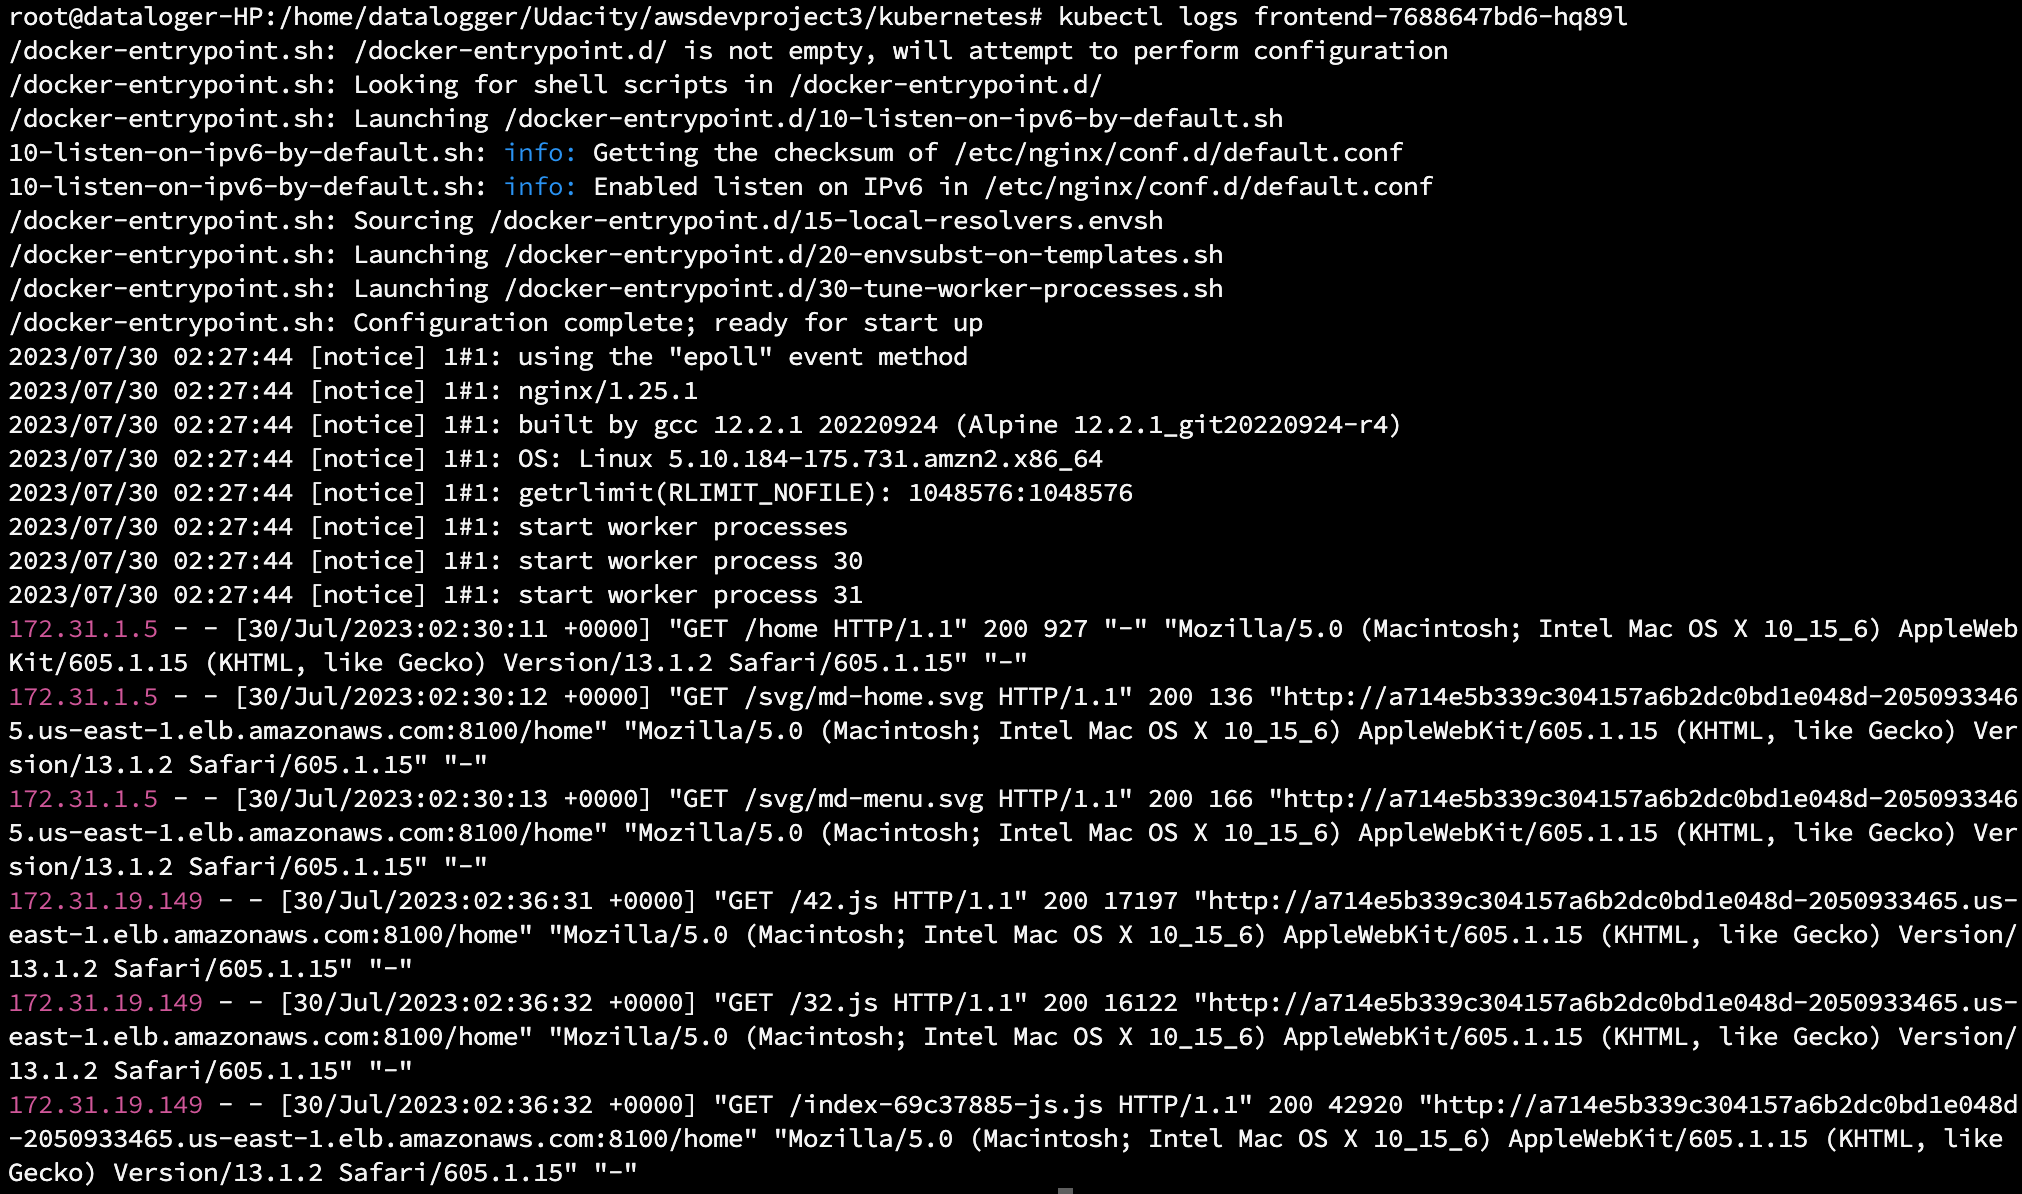 root@dataloger-HP:/home/datalogger/Udacity/awsdevproject3/kubernetes# kubectl logs frontend-7688647bd6-hq89l
/docker-entrypoint.sh: /docker-entrypoint.d/ is not empty, will attempt to perform configuration
/docker-entrypoint.sh: Looking for shell scripts in /docker-entrypoint.d/
/docker-entrypoint.sh: Launching /docker-entrypoint.d/10-listen-on-ipv6-by-default.sh
10-listen-on-ipv6-by-default.sh: info: Getting the checksum of /etc/nginx/conf.d/default.conf
10-listen-on-ipv6-by-default.sh: info: Enabled listen on IPv6 in /etc/nginx/conf.d/default.conf
/docker-entrypoint.sh: Sourcing /docker-entrypoint.d/15-local-resolvers.envsh
/docker-entrypoint.sh: Launching /docker-entrypoint.d/20-envsubst-on-templates.sh
/docker-entrypoint.sh: Launching /docker-entrypoint.d/30-tune-worker-processes.sh
/docker-entrypoint.sh: Configuration complete; ready for start up
2023/07/30 02:27:44 [notice] 1#1: using the "epoll" event method
2023/07/30 02:27:44 [notice] 1#1: nginx/1.25.1
2023/07/30 02:27:44 [notice] 1#1: built by gcc 12.2.1 20220924 (Alpine 12.2.1_git20220924-r4)
2023/07/30 02:27:44 [notice] 1#1: OS: Linux 5.10.184-175.731.amzn2.x86_64
2023/07/30 02:27:44 [notice] 1#1: getrlimit(RLIMIT_NOFILE): 1048576:1048576
2023/07/30 02:27:44 [notice] 1#1: start worker processes
2023/07/30 02:27:44 [notice] 1#1: start worker process 30
2023/07/30 02:27:44 [notice] 1#1: start worker process 31
172.31.1.5 - - [30/Jul/2023:02:30:11 +0000] "GET /home HTTP/1.1" 200 927 "-" "Mozilla/5.0 (Macintosh; Intel Mac OS X 10_15_6) AppleWeb
Kit/605.1.15 (KHTML, like Gecko) Version/13.1.2 Safari/605.1.15" "-"
172.31.1.5 - - [30/Jul/2023:02:30:12 +0000] "GET /svg/md-home.svg HTTP/1.1" 200 136 "http://a714e5b339c304157a6b2dc0bd1e048d-205093346
5.us-east-1.elb.amazonaws.com:8100/home" "Mozilla/5.0 (Macintosh; Intel Mac OS X 10_15_6) AppleWebKit/605.1.15 (KHTML, like Gecko) Ver
sion/13.1.2 Safari/605.1.15" "-"
172.31.1.5 - - [30/Jul/2023:02:30:13 +0000] "GET /svg/md-menu.svg HTTP/1.1" 200 166 "http://a714e5b339c304157a6b2dc0bd1e048d-205093346
5.us-east-1.elb.amazonaws.com:8100/home" "Mozilla/5.0 (Macintosh; Intel Mac OS X 10_15_6) AppleWebKit/605.1.15 (KHTML, like Gecko) Ver
sion/13.1.2 Safari/605.1.15" "-"
172.31.19.149 - - [30/Jul/2023:02:36:31 +0000] "GET /42.js HTTP/1.1" 200 17197 "http://a714e5b339c304157a6b2dc0bd1e048d-2050933465.us-
east-1.elb.amazonaws.com:8100/home" "Mozilla/5.0 (Macintosh; Intel Mac OS X 10_15_6) AppleWebKit/605.1.15 (KHTML, like Gecko) Version/
13.1.2 Safari/605.1.15" "-"
172.31.19.149 - - [30/Jul/2023:02:36:32 +0000] "GET /32.js HTTP/1.1" 200 16122 "http://a714e5b339c304157a6b2dc0bd1e048d-2050933465.us-
east-1.elb.amazonaws.com:8100/home" "Mozilla/5.0 (Macintosh; Intel Mac OS X 10_15_6) AppleWebKit/605.1.15 (KHTML, like Gecko) Version/
13.1.2 Safari/605.1.15" "-"
172.31.19.149 - - [30/Jul/2023:02:36:32 +0000] "GET /index-69c37885-js.js HTTP/1.1" 200 42920 "http://a714e5b339c304157a6b2dc0bd1e048d
-2050933465.us-east-1.elb.amazonaws.com:8100/home" "Mozilla/5.0 (Macintosh; Intel Mac OS X 10_15_6) AppleWebKit/605.1.15 (KHTML, like 
Gecko) Version/13.1.2 Safari/605.1.15" "-"